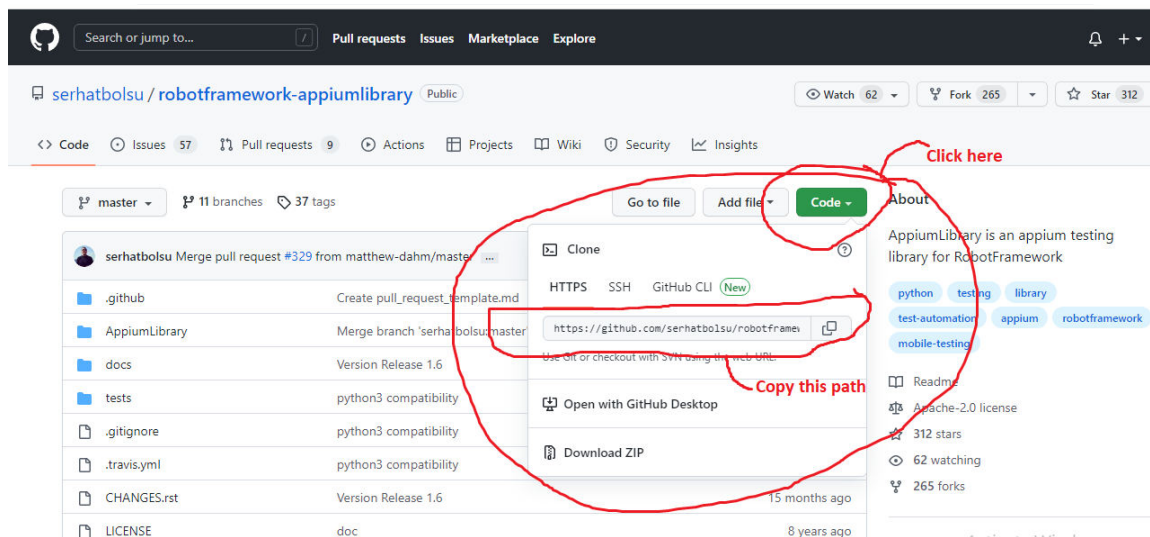 Search or jump to... /
Pull requests Issues Marketplace Explore
serhatbolsu / robotframework-appiumlibrary Public
Watch 62 Fork 265 Star 312
Code Issues 57 Pull requests 9 Actions Projects Wiki Security Insights
Click here
master 11 branches 37 tags Go to file Add file Code
About
AppiumLibrary is an appium testing
library for RobotFramework
python testing library
test-automation appium robotframework
mobile-testing
Readme
Apache-2.0 license
312 stars
62 watching
265 forks
serhatbolsu Merge pull request #329 from matthew-dahm/master ...
.github Create pull_request_template.md
AppiumLibrary Merge branch 'serhatbolsu:master'
docs Version Release 1.6
tests python3 compatibility
.gitignore python3 compatibility
.travis.yml python3 compatibility
CHANGES.rst Version Release 1.6 15 months ago
LICENSE doc 8 years ago
Clone
HTTPS SSH GitHub CLI New
https://github.com/serhatbolsu/robotframew
Use Git or checkout with SVN using the web URL.
Copy this path
Open with GitHub Desktop
Download ZIP